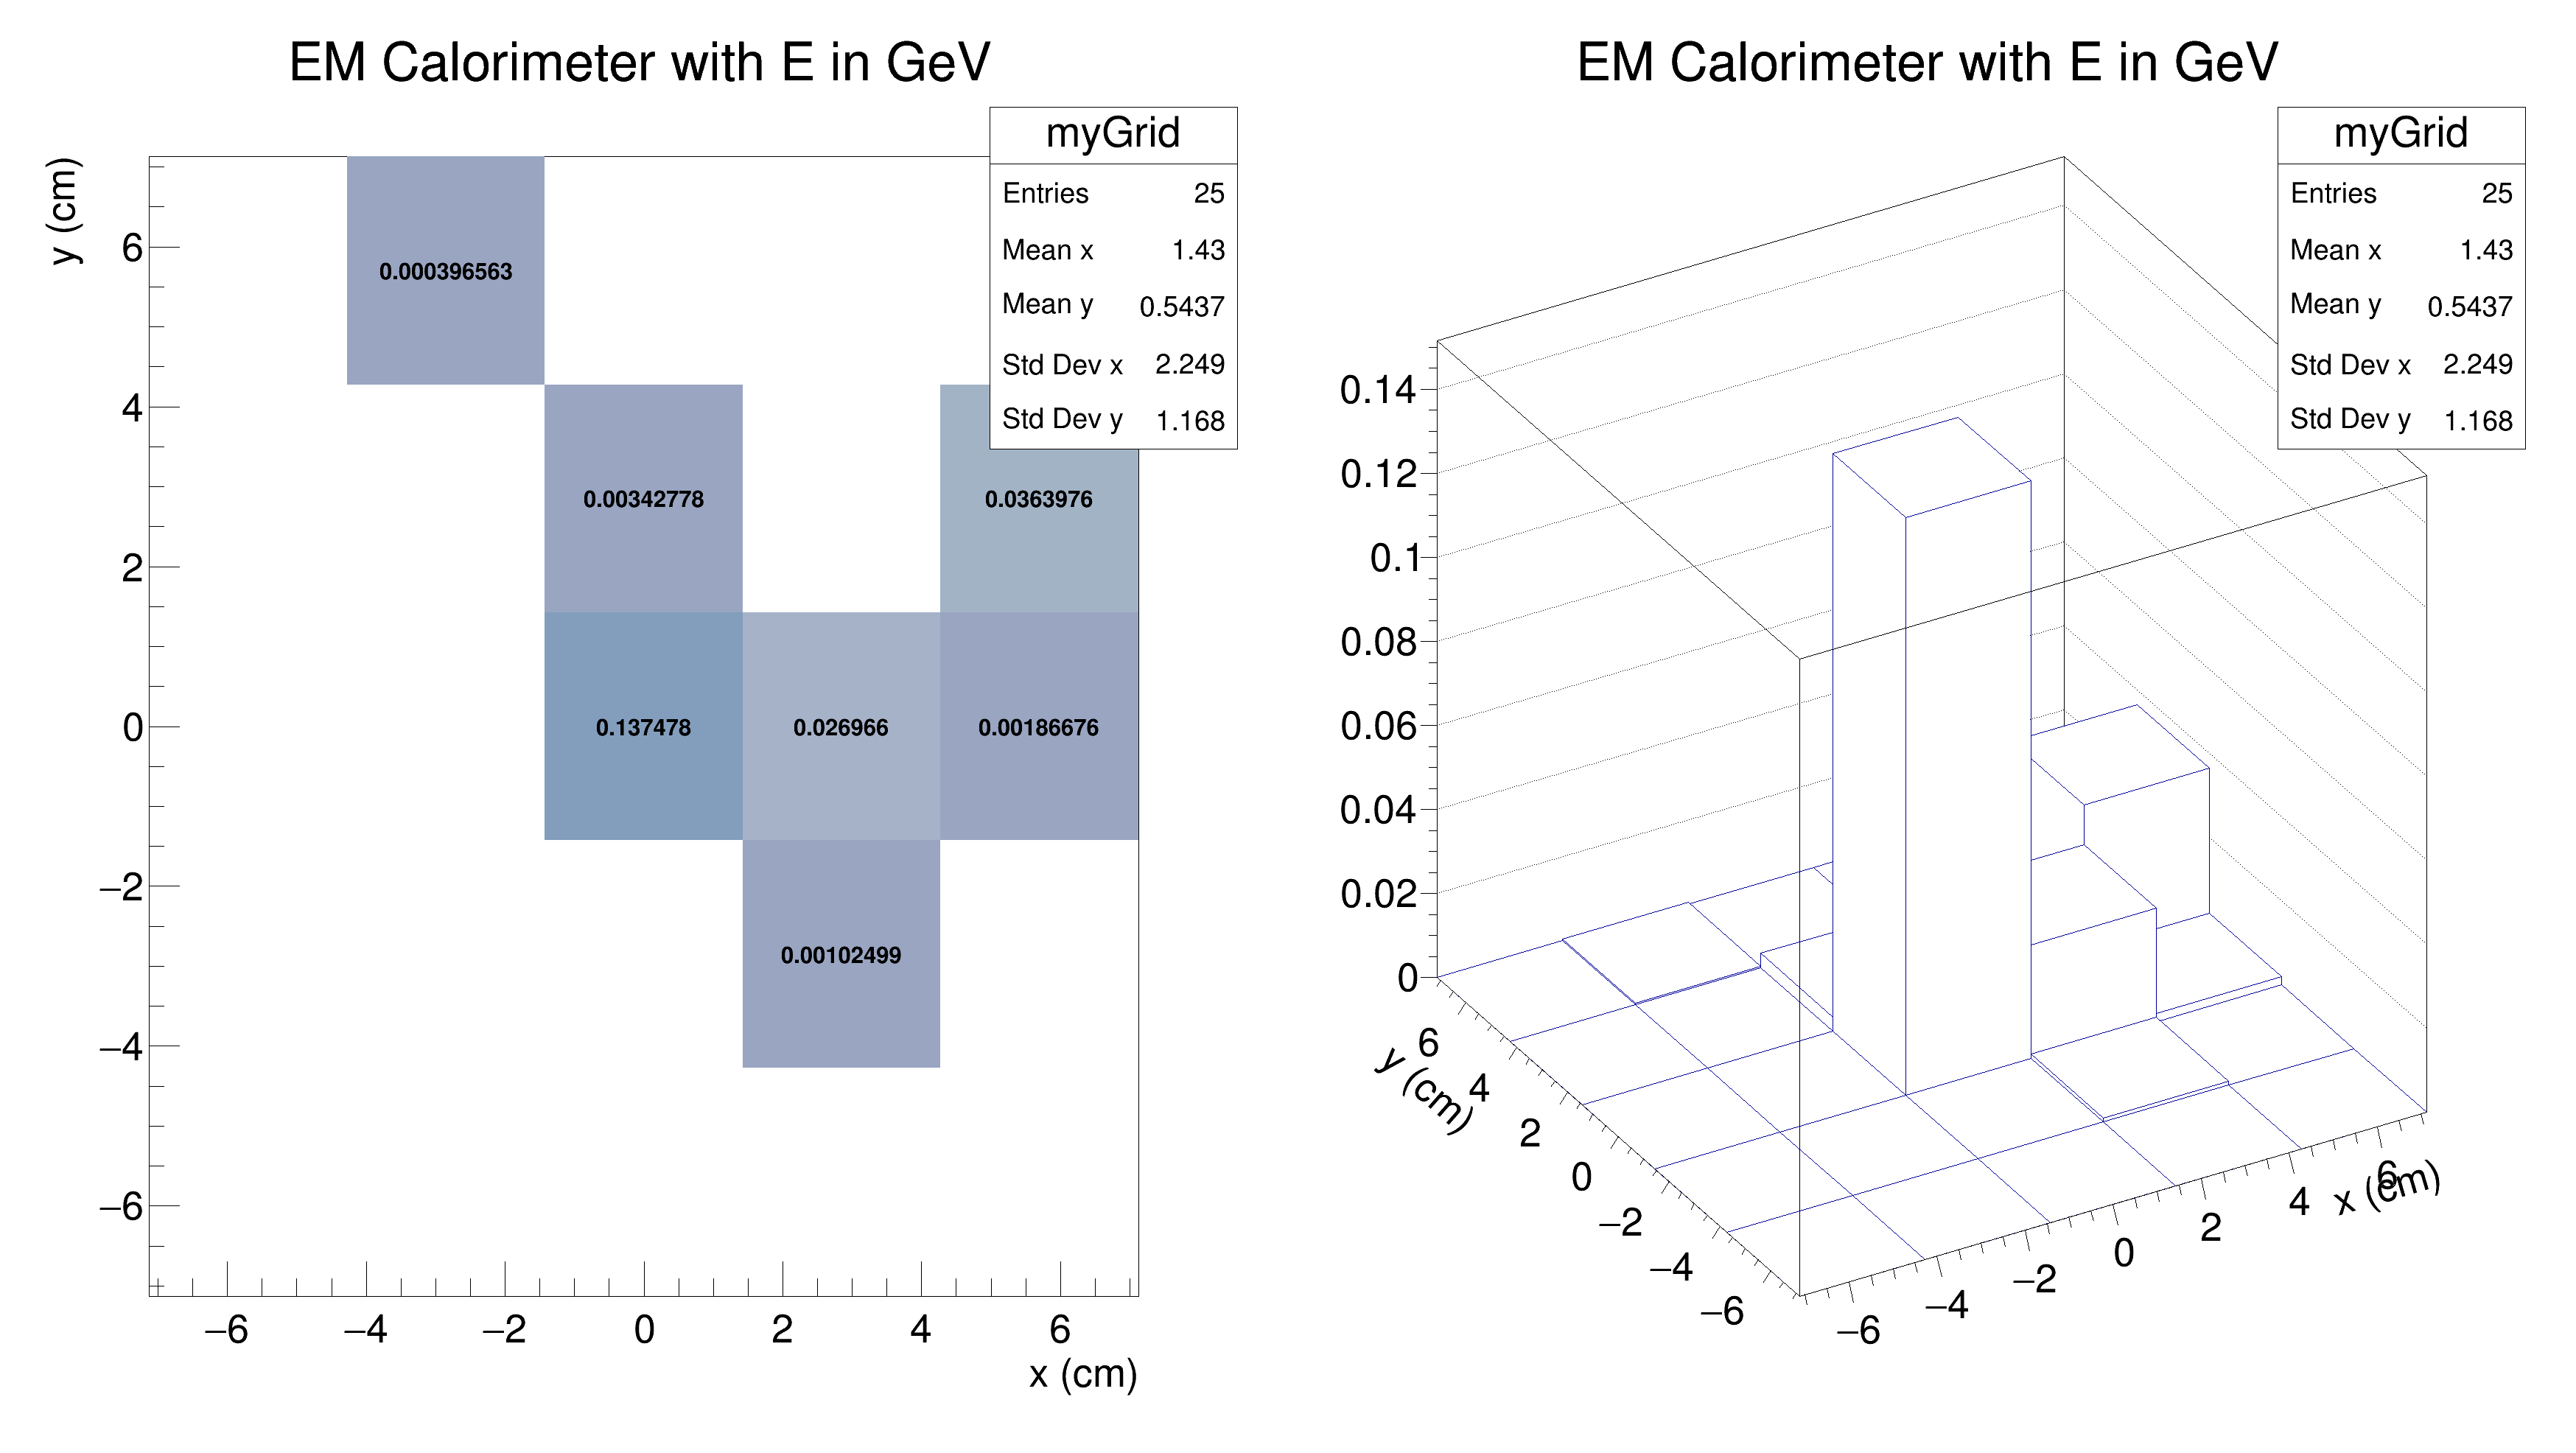 EM Calorimeter with E in GeV
myGrid
Entries 25
Mean x 1.43
Mean y 0.5437
Std Dev x 2.249
Std Dev y 1.168
y (cm)
6
4
2
0
−2
−4
−6
0.000396563
0.00342778
0.0363976
0.137478
0.026966
0.00186676
0.00102499
−6
−4
−2
0
2
4
6
x (cm)
EM Calorimeter with E in GeV
myGrid
Entries 25
Mean x 1.43
Mean y 0.5437
Std Dev x 2.249
Std Dev y 1.168
0.14
0.12
0.1
0.08
0.06
0.04
0.02
0
y (cm)
6
4
2
0
−2
−4
−6
−6
−4
−2
0
2
4
6
x (cm)